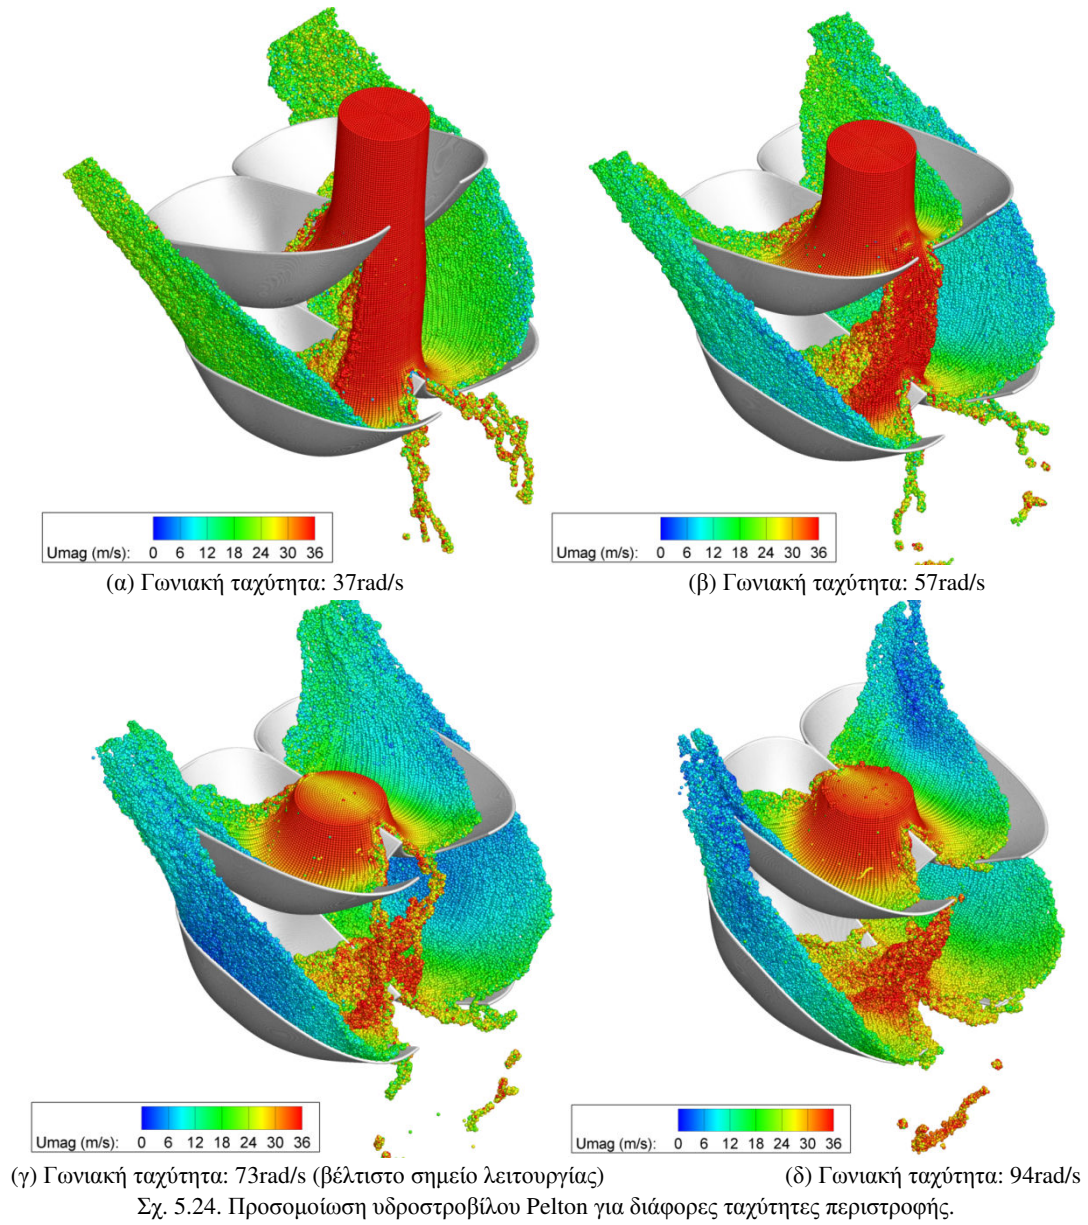 Umag (m/s): 0 6 12 18 24 30 36
Umag (m/s): 0 6 12 18 24 30 36
(α) Γωνιακή ταχύτητα: 37rad/s
(β) Γωνιακή ταχύτητα: 57rad/s
Umag (m/s): 0 6 12 18 24 30 36
Umag (m/s): 0 6 12 18 24 30 36
(γ) Γωνιακή ταχύτητα: 73rad/s (βέλτιστο σημείο λειτουργίας)
(δ) Γωνιακή ταχύτητα: 94rad/s
Σχ. 5.24. Προσομοίωση υδροστροβίλου Pelton για διάφορες ταχύτητες περιστροφής.